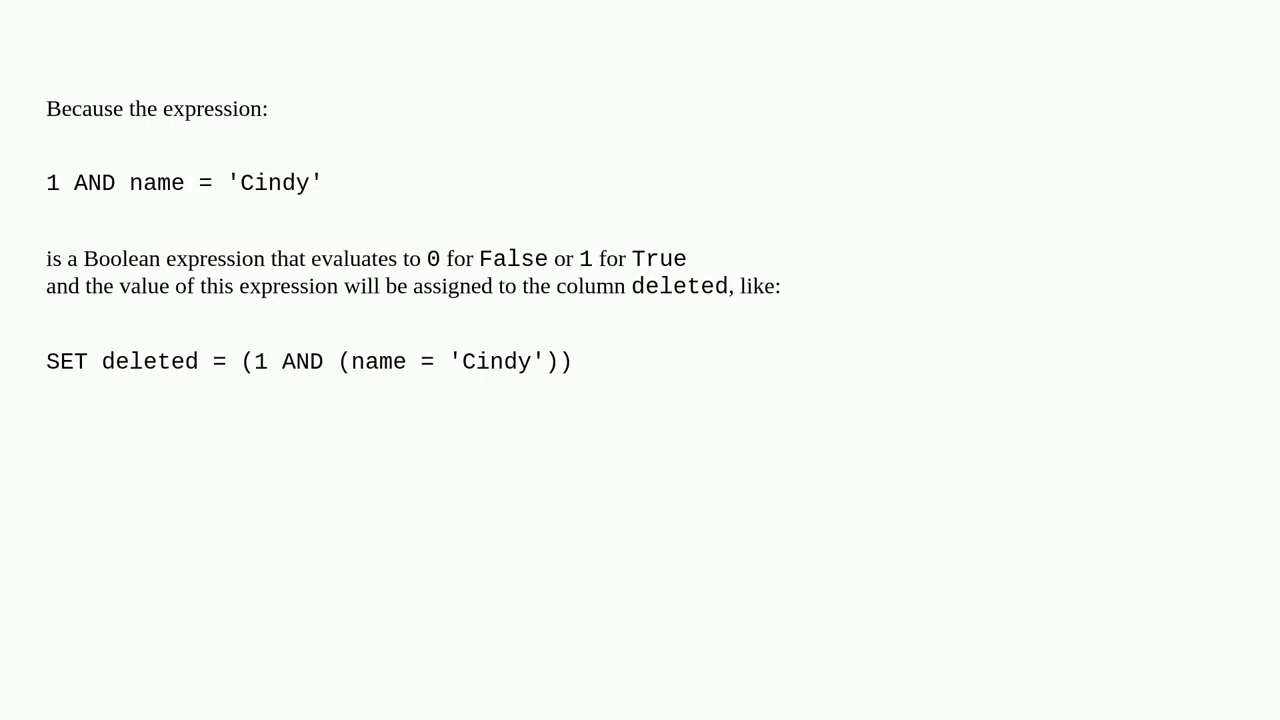 Because the expression:
1 AND name = 'Cindy'
is a Boolean expression that evaluates to 0 for False or 1 for True
and the value of this expression will be assigned to the column deleted, like:
SET deleted = (1 AND (name = 'Cindy'))